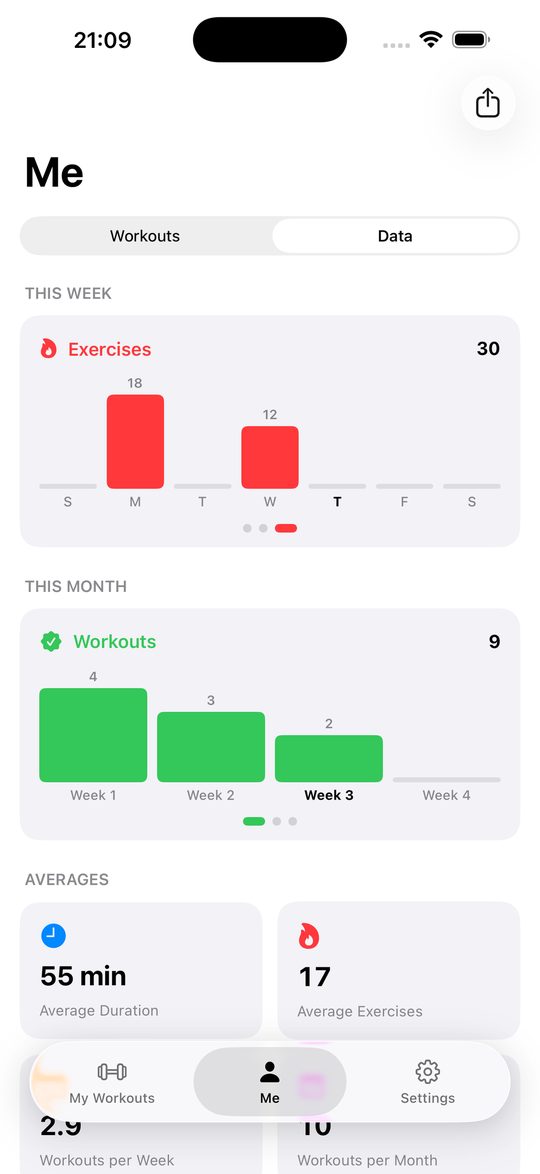 21:09
Me
Workouts Data
THIS WEEK
Exercises 30
18
12
S M T W T F S
THIS MONTH
Workouts 9
4
3
2
Week 1 Week 2 Week 3 Week 4
AVERAGES
55 min 17
Average Duration Average Exercises
My Workouts Me Settings
2.9 10
Workouts per Week Workouts per Month